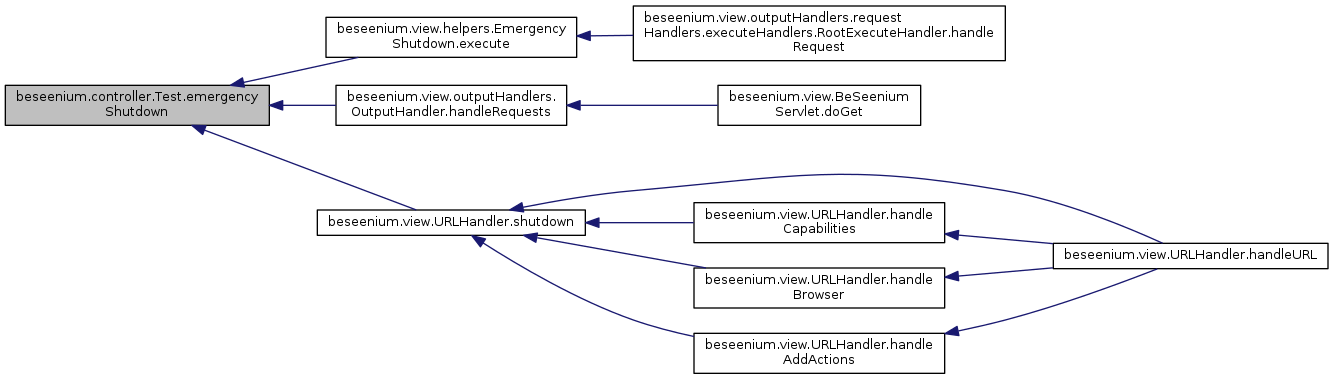 beseenium.view.helpers.Emergency
Shutdown.execute
beseenium.view.outputHandlers.request
Handlers.executeHandlers.RootExecuteHandler.handle
Request
beseenium.controller.Test.emergency
Shutdown
beseenium.view.outputHandlers.
OutputHandler.handleRequests
beseenium.view.BeSeenium
Servlet.doGet
beseenium.view.URLHandler.shutdown
beseenium.view.URLHandler.handle
Capabilities
beseenium.view.URLHandler.handle
Browser
beseenium.view.URLHandler.handle
AddActions
beseenium.view.URLHandler.handleURL